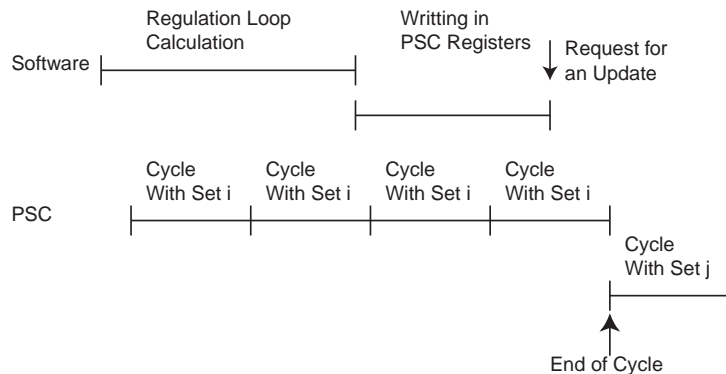 Regulation Loop
Calculation
Writting in
PSC Registers
Request for
an Update
Software
Cycle
With Set i
Cycle
With Set i
Cycle
With Set i
Cycle
With Set i
PSC
Cycle
With Set j
End of Cycle